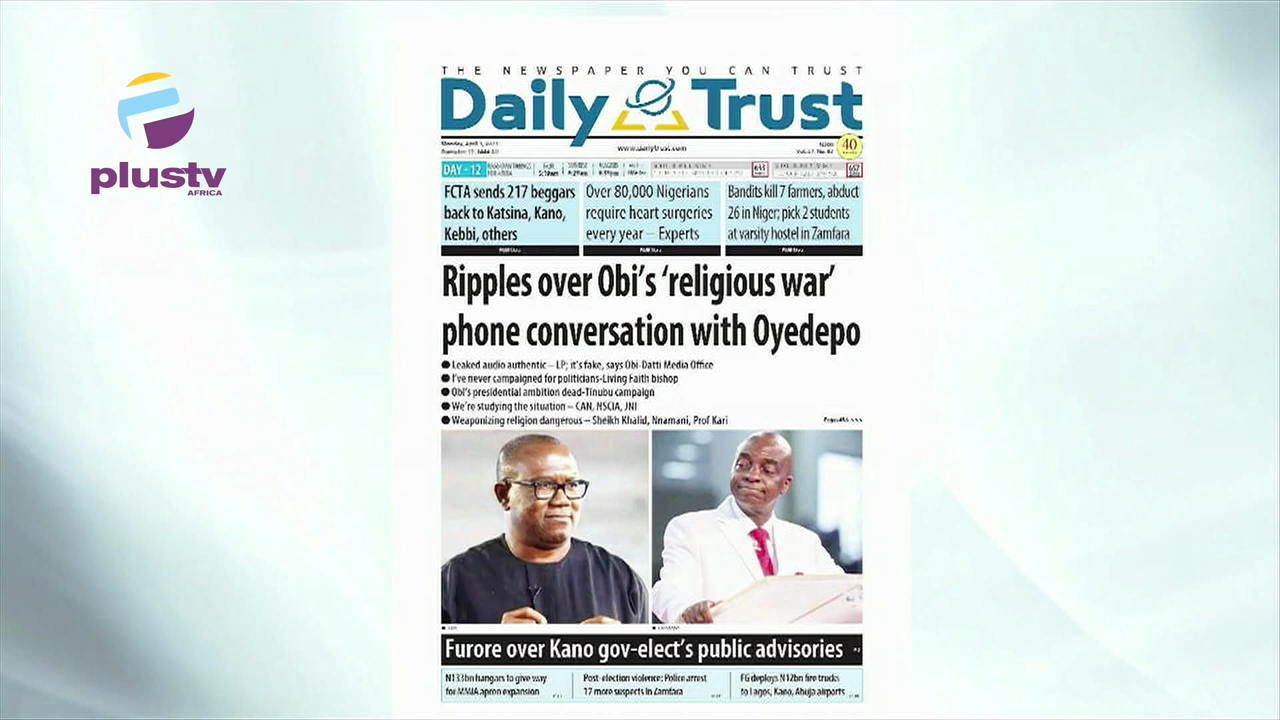 plustv
AFRICA
THE NEWSPAPER YOU CAN TRUST
Daily Trust
Monday, April 3, 2023
www.dailytrust.com
40
DAY - 12
FCTA sends 217 beggars
back to Katsina, Kano,
Kebbi, others
Over 80,000 Nigerians
require heart surgeries
every year – Experts
Bandits kill 7 farmers, abduct
26 in Niger; pick 2 students
at varsity hostel in Zamfara
Ripples over Obi's 'religious war'
phone conversation with Oyedepo
● Leaked audio authentic – LP; it's fake, says Obi-Datti Media Office
● I've never campaigned for politicians-Living Faith bishop
● Obi's presidential ambition dead-Tinubu campaign
● We're studying the situation – CAN, NSCIA, JNI
● Weaponizing religion dangerous – Sheikh Khalid, Nnamani, Prof Kari
Furore over Kano gov-elect's public advisories
N133bn hangars to give way
for MMIA apron expansion
Post-election violence: Police arrest
17 more suspects in Zamfara
FG deploys N12bn fire trucks
to Lagos, Kano, Abuja airports